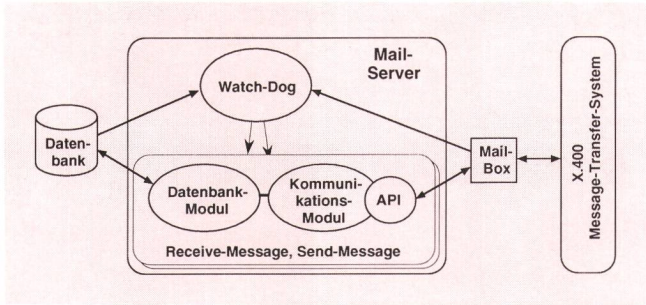 Mail-
Server
Watch-Dog
Daten-
bank
Datenbank-
Modul
Kommuni-
kations-
Modul
API
Receive-Message, Send-Message
Mail-
Box
X.400
Message-Transfer-System